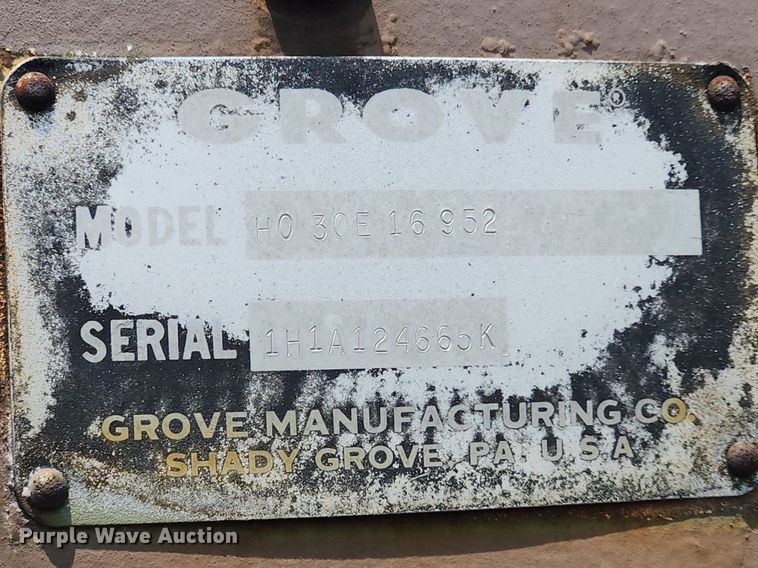 GROVE®
MODEL HO 30E 16 952
SERIAL 1H1A124665K
GROVE MANUFACTURING CO.
SHADY GROVE, PA. U.S.A
Purple Wave Auction